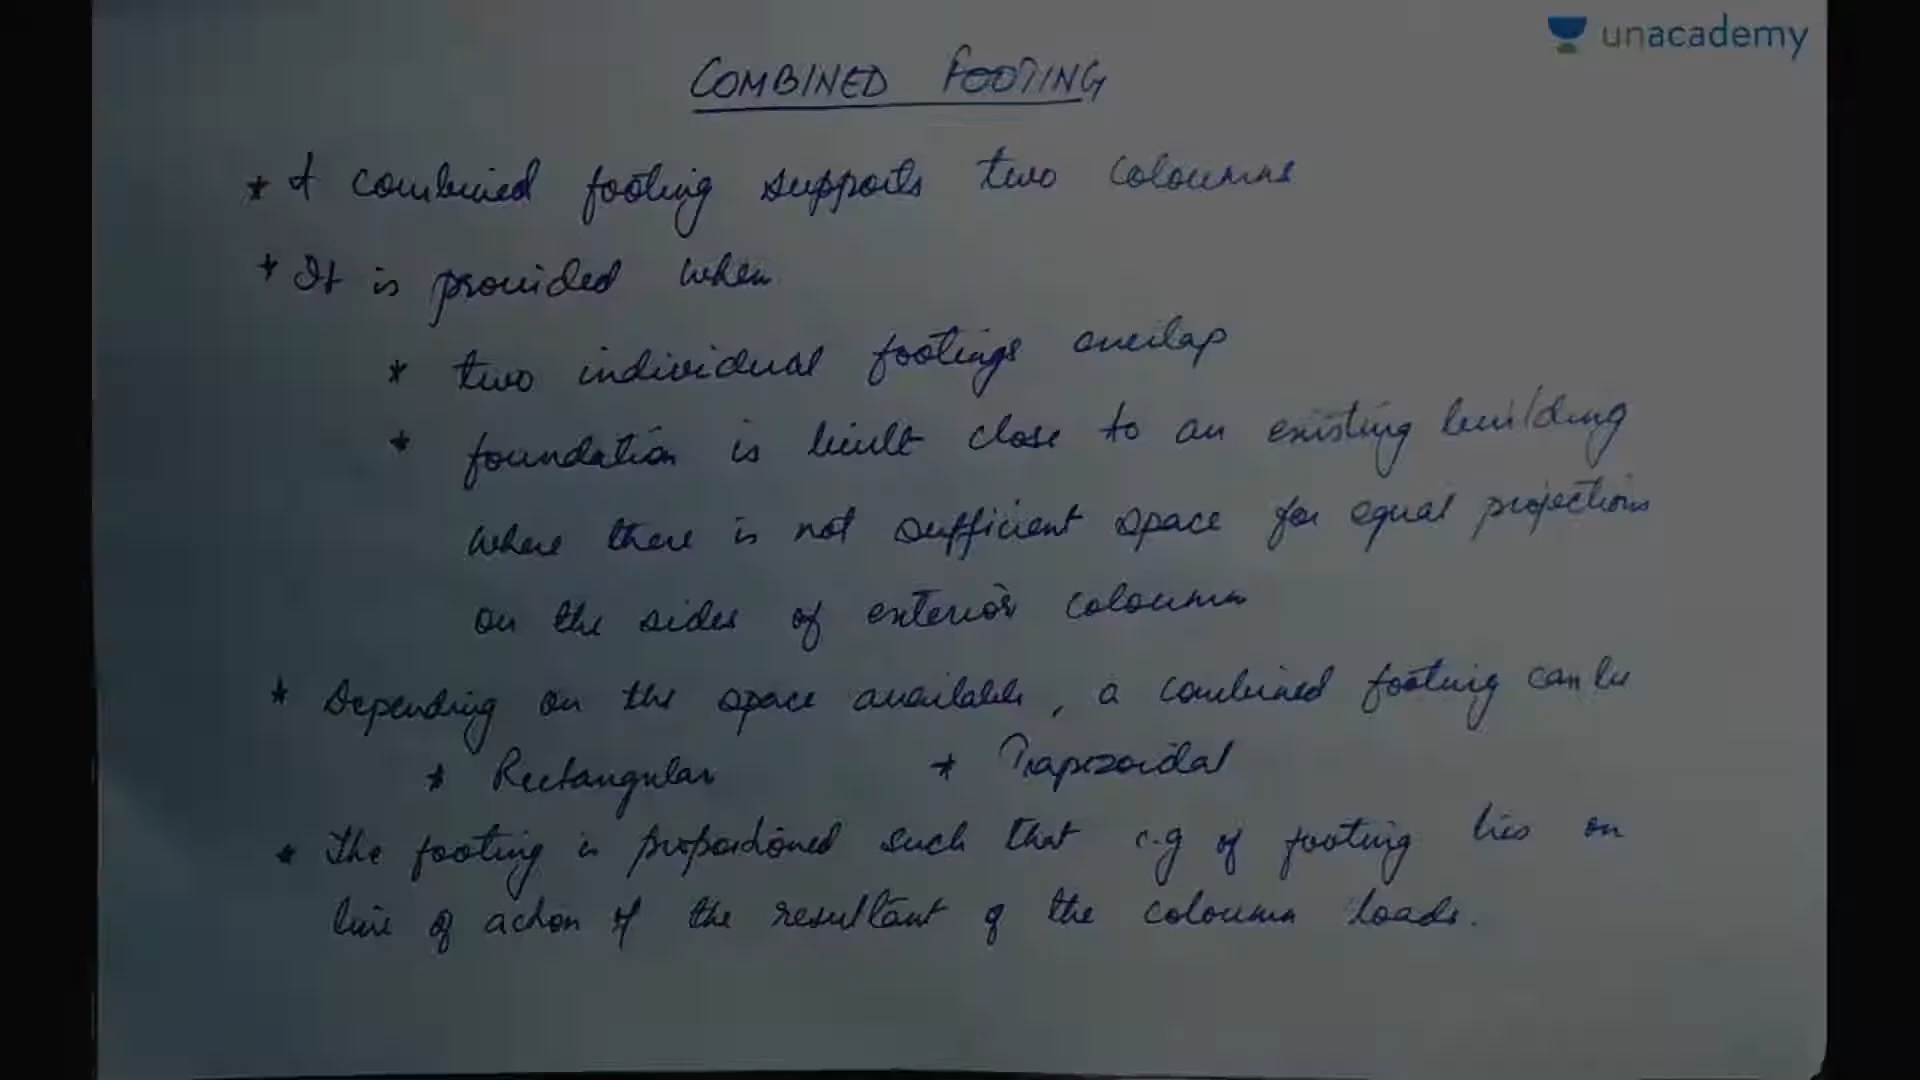 unacademy
COMBINED FOOTING
* A combined footing supports two coloumns
* It is provided when
* two individual footings overlap
* foundation is built close to an existing building
where there is not sufficient space for equal projections
on the sides of exterior coloumn
* Depending on the space available, a combined footing can be
* Rectangular * Trapezoidal
* The footing is proportioned such that c.g of footing lies on
line of action of the resultant of the coloumn loads.